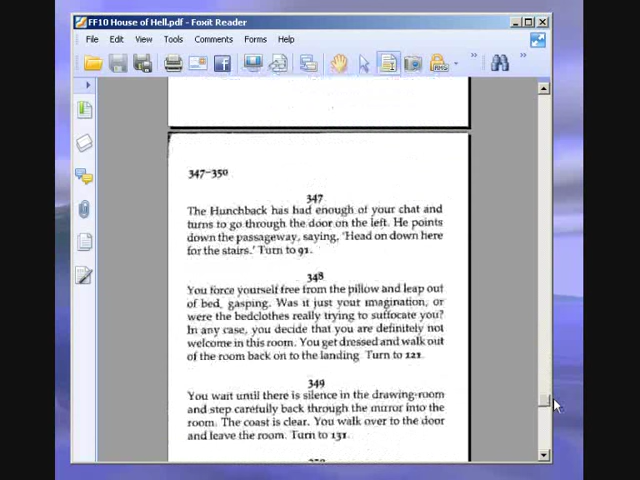 FF10 House of Hell.pdf - Foxit Reader
File Edit View Tools Comments Forms Help
347-350
347
The Hunchback has had enough of your chat and
turns to go through the door on the left. He points
down the passageway, saying, 'Head on down here
for the stairs.' Turn to 91.
348
You force yourself free from the pillow and leap out
of bed, gasping. Was it just your imagination, or
were the bedclothes really trying to suffocate you?
In any case, you decide that you are definitely not
welcome in this room. You get dressed and walk out
of the room back on to the landing. Turn to 121.
349
You wait until there is silence in the drawing-room
and step carefully back through the mirror into the
room. The coast is clear. You walk over to the door
and leave the room. Turn to 131.